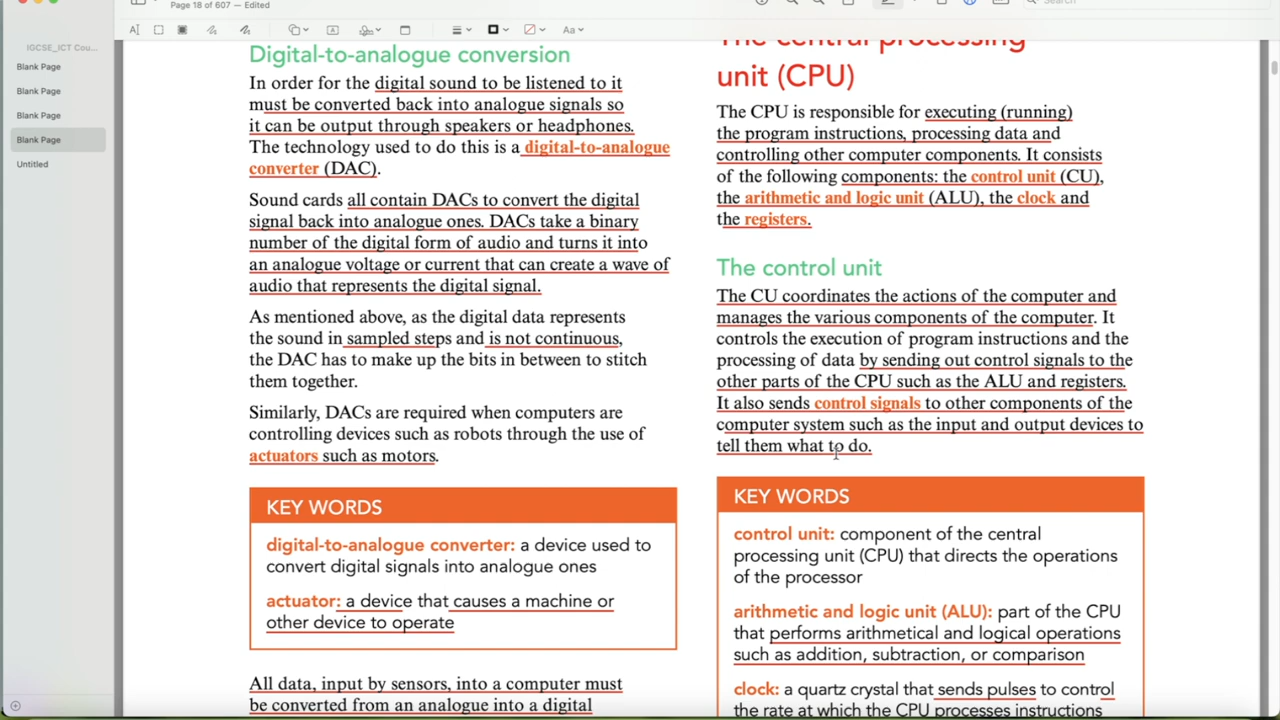 Page 18 of 607 — Edited
Search
Aa
IGCSE_ICT Cou...
Blank Page
Blank Page
Blank Page
Blank Page
Untitled
Digital-to-analogue conversion
In order for the digital sound to be listened to it
must be converted back into analogue signals so
it can be output through speakers or headphones.
The technology used to do this is a digital-to-analogue
converter (DAC).
Sound cards all contain DACs to convert the digital
signal back into analogue ones. DACs take a binary
number of the digital form of audio and turns it into
an analogue voltage or current that can create a wave of
audio that represents the digital signal.
As mentioned above, as the digital data represents
the sound in sampled steps and is not continuous,
the DAC has to make up the bits in between to stitch
them together.
Similarly, DACs are required when computers are
controlling devices such as robots through the use of
actuators such as motors.
KEY WORDS
digital-to-analogue converter: a device used to
convert digital signals into analogue ones
actuator: a device that causes a machine or
other device to operate
All data, input by sensors, into a computer must
be converted from an analogue into a digital
The central processing
unit (CPU)
The CPU is responsible for executing (running)
the program instructions, processing data and
controlling other computer components. It consists
of the following components: the control unit (CU),
the arithmetic and logic unit (ALU), the clock and
the registers.
The control unit
The CU coordinates the actions of the computer and
manages the various components of the computer. It
controls the execution of program instructions and the
processing of data by sending out control signals to the
other parts of the CPU such as the ALU and registers.
It also sends control signals to other components of the
computer system such as the input and output devices to
tell them what to do.
KEY WORDS
control unit: component of the central
processing unit (CPU) that directs the operations
of the processor
arithmetic and logic unit (ALU): part of the CPU
that performs arithmetical and logical operations
such as addition, subtraction, or comparison
clock: a quartz crystal that sends pulses to control
the rate at which the CPU processes instructions